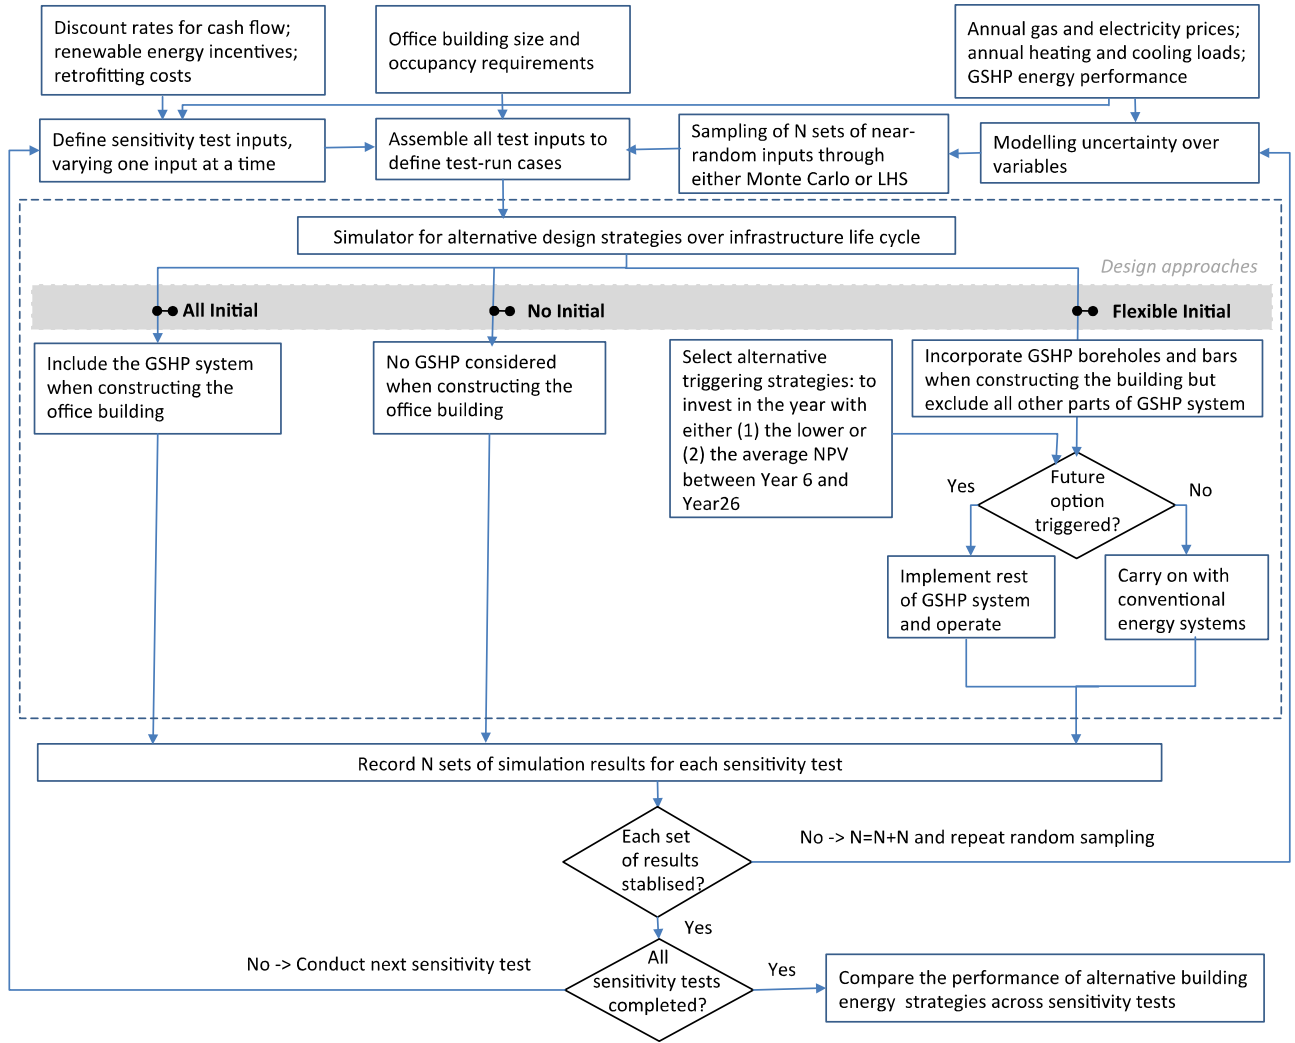 Discount rates for cash flow;
renewable energy incentives;
retrofitting costs
Office building size and
occupancy requirements
Annual gas and electricity prices;
annual heating and cooling loads;
GSHP energy performance
Define sensitivity test inputs,
varying one input at a time
Assemble all test inputs to
define test-run cases
Sampling of N sets of near-
random inputs through
either Monte Carlo or LHS
Modelling uncertainty over
variables
Simulator for alternative design strategies over infrastructure life cycle
Design approaches
All Initial
No Initial
Flexible Initial
Include the GSHP system
when constructing the
office building
No GSHP considered
when constructing the
office building
Select alternative
triggering strategies: to
invest in the year with
either (1) the lower or
(2) the average NPV
between Year 6 and
Year26
Incorporate GSHP boreholes and bars
when constructing the building but
exclude all other parts of GSHP system
Yes
Future
option
triggered?
No
Implement rest
of GSHP system
and operate
Carry on with
conventional
energy systems
Record N sets of simulation results for each sensitivity test
Each set
of results
stablised?
No -> N=N+N and repeat random sampling
Yes
No -> Conduct next sensitivity test
All
sensitivity tests
completed?
Yes
Compare the performance of alternative building
energy strategies across sensitivity tests